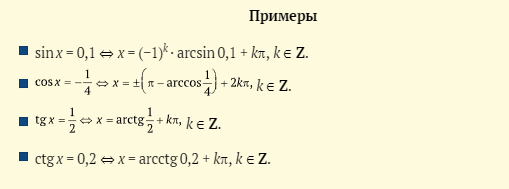 Примеры
sin x = 0,1 ⇔ x = (−1)^k · arcsin 0,1 + kπ, k ∈ Z.
cos x = −1/4 ⇔ x = ±(π − arccos 1/4) + 2kπ, k ∈ Z.
tg x = 1/2 ⇔ x = arctg 1/2 + kπ, k ∈ Z.
ctg x = 0,2 ⇔ x = arcctg 0,2 + kπ, k ∈ Z.